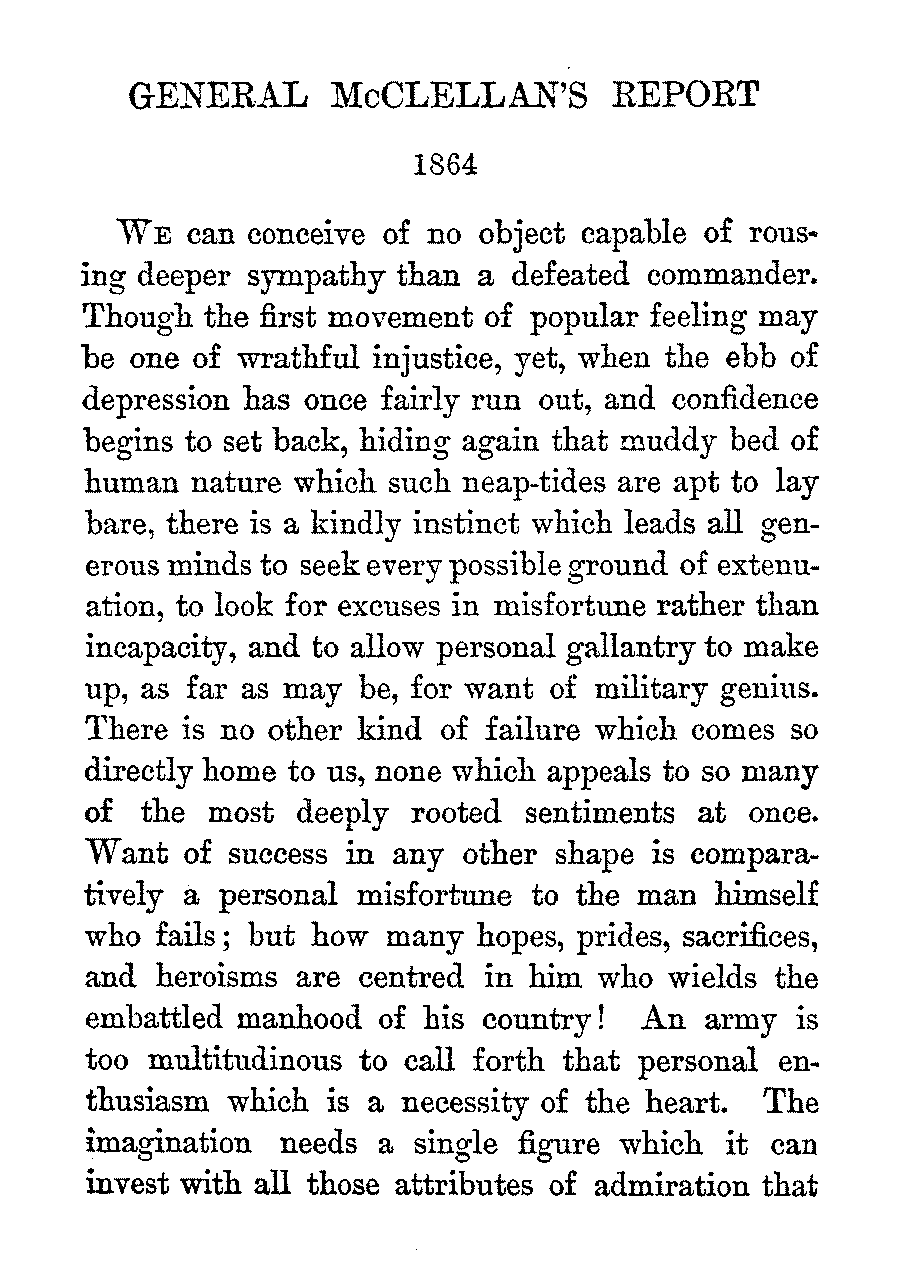 GENERAL McCLELLAN'S REPORT
1864
WE can conceive of no object capable of rous-
ing deeper sympathy than a defeated commander.
Though the first movement of popular feeling may
be one of wrathful injustice, yet, when the ebb of
depression has once fairly run out, and confidence
begins to set back, hiding again that muddy bed of
human nature which such neap-tides are apt to lay
bare, there is a kindly instinct which leads all gen-
erous minds to seek every possible ground of extenu-
ation, to look for excuses in misfortune rather than
incapacity, and to allow personal gallantry to make
up, as far as may be, for want of military genius.
There is no other kind of failure which comes so
directly home to us, none which appeals to so many
of the most deeply rooted sentiments at once.
Want of success in any other shape is compara-
tively a personal misfortune to the man himself
who fails; but how many hopes, prides, sacrifices,
and heroisms are centred in him who wields the
embattled manhood of his country! An army is
too multitudinous to call forth that personal en-
thusiasm which is a necessity of the heart. The
imagination needs a single figure which it can
invest with all those attributes of admiration that